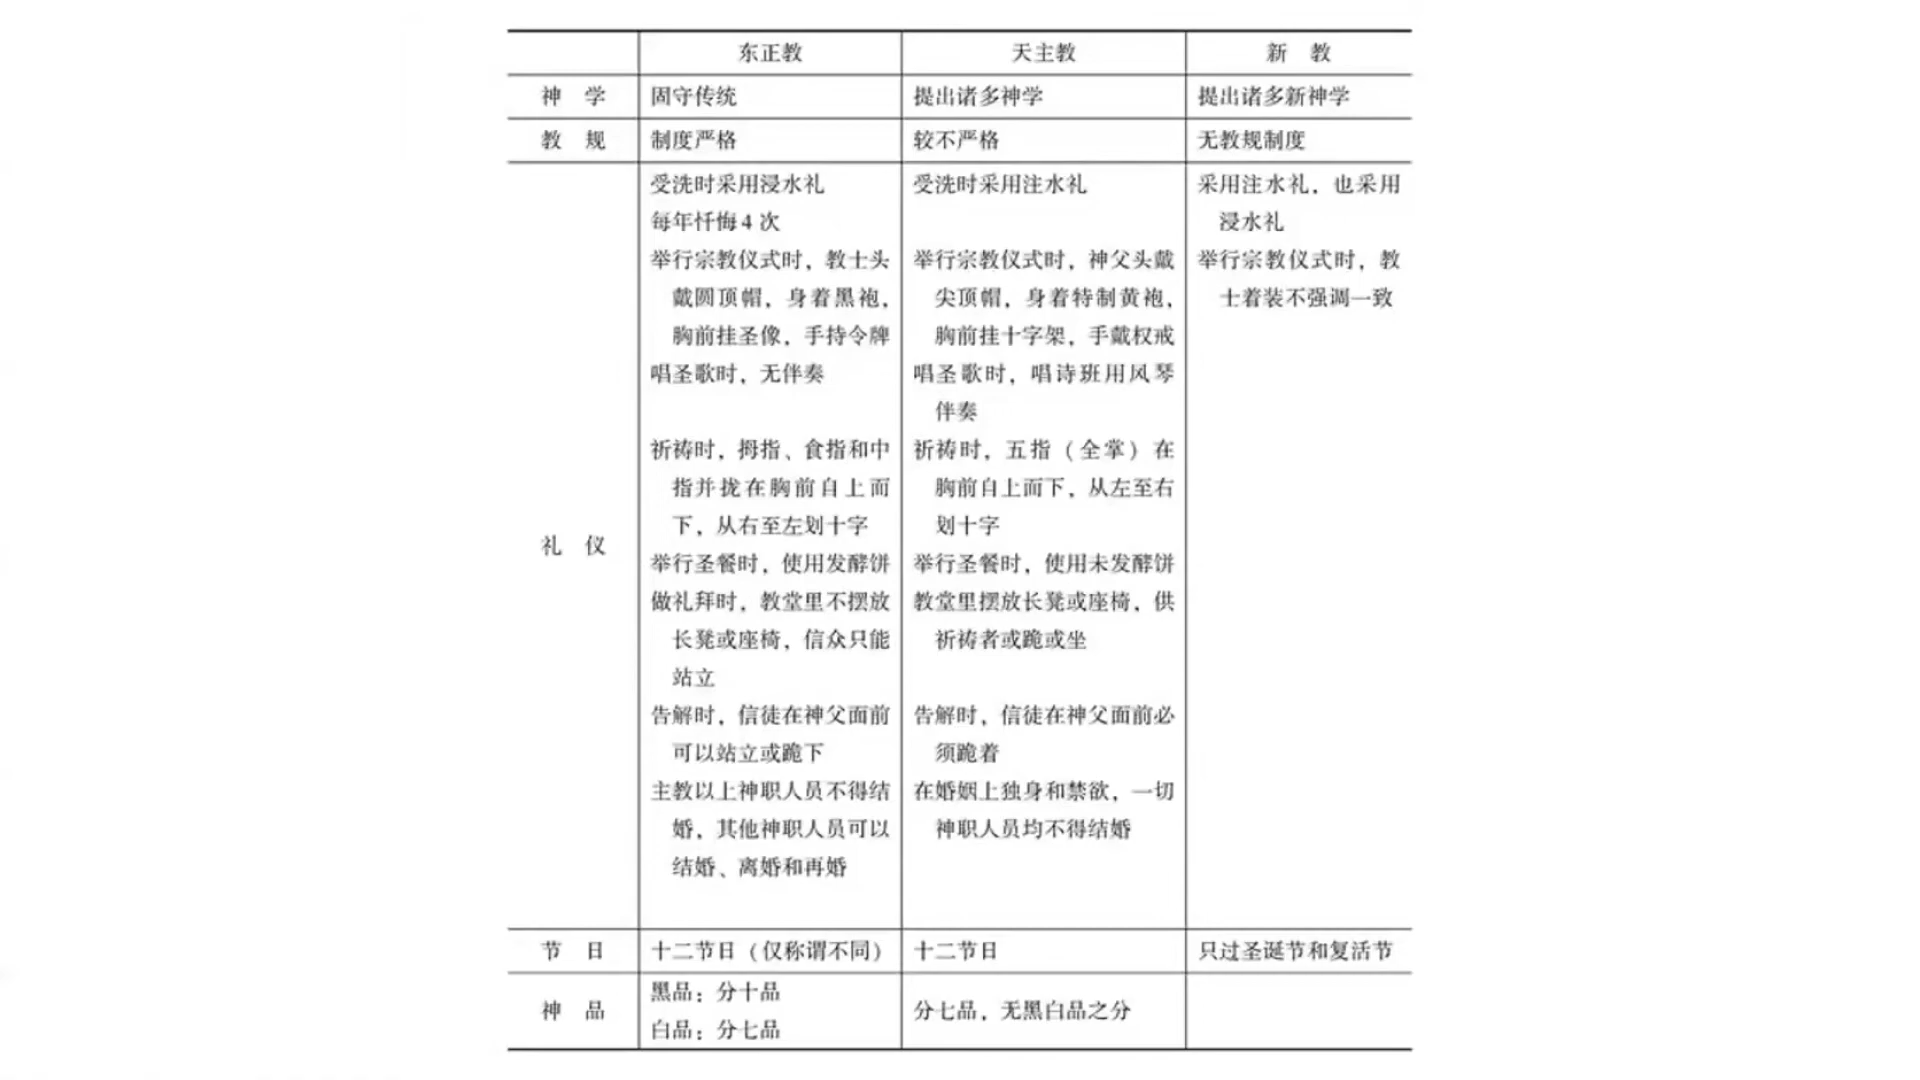 东正教 天主教 新 教
神 学 固守传统 提出诸多神学 提出诸多新神学
教 规 制度严格 较不严格 无教规制度
受洗时采用浸水礼 受洗时采用注水礼 采用注水礼，也采用
每年忏悔4次 浸水礼
举行宗教仪式时，教士头 举行宗教仪式时，神父头戴 举行宗教仪式时，教
戴圆顶帽，身着黑袍， 尖顶帽，身着特制黄袍， 士着装不强调一致
胸前挂圣像，手持令牌 胸前挂十字架，手戴权戒
唱圣歌时，无伴奏 唱圣歌时，唱诗班用风琴
伴奏
祈祷时，拇指、食指和中 祈祷时，五指（全掌）在
指并拢在胸前自上而 胸前自上而下，从左至右
下，从右至左划十字 划十字
礼 仪
举行圣餐时，使用发酵饼 举行圣餐时，使用未发酵饼
做礼拜时，教堂里不摆放 教堂里摆放长凳或座椅，供
长凳或座椅，信众只能 祈祷者或跪或坐
站立
告解时，信徒在神父面前 告解时，信徒在神父面前必
可以站立或跪下 须跪着
主教以上神职人员不得结 在婚姻上独身和禁欲，一切
婚，其他神职人员可以 神职人员均不得结婚
结婚、离婚和再婚
节 日 十二节日（仅称谓不同） 十二节日 只过圣诞节和复活节
黑品：分十品
神 品 分七品，无黑白品之分
白品：分七品